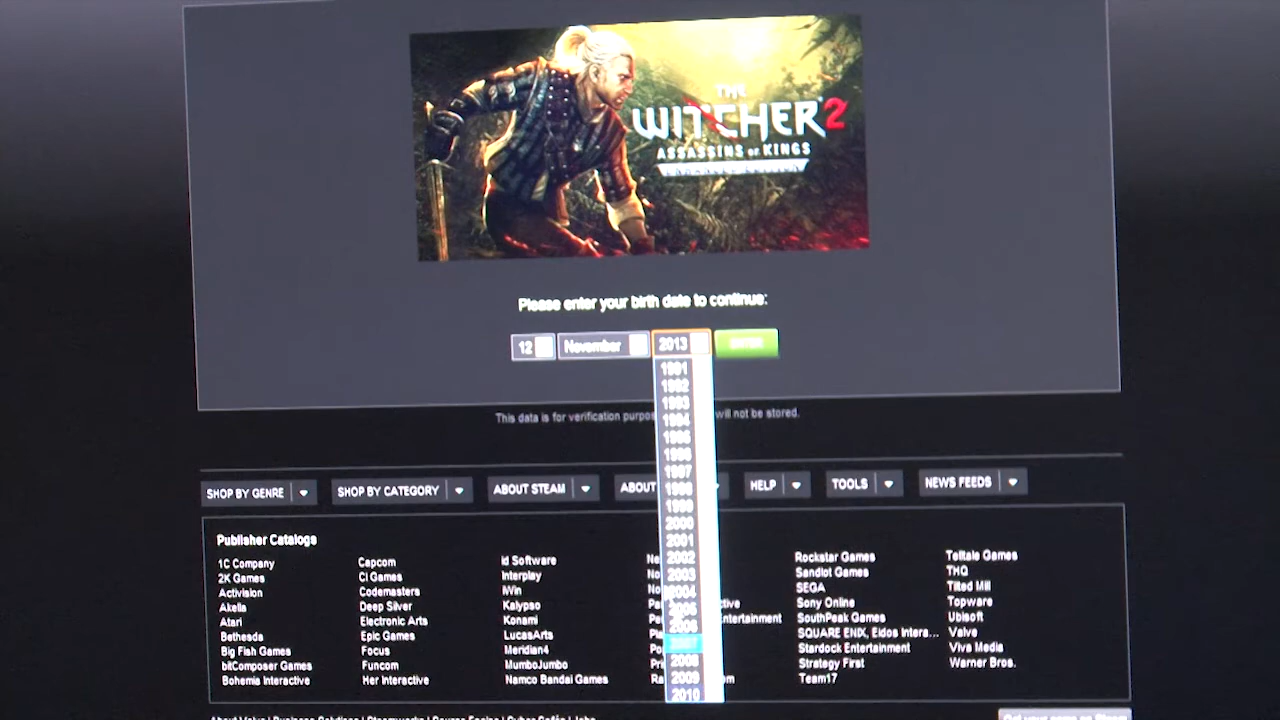 THE
WITCHER 2
ASSASSINS OF KINGS
Please enter your birth date to continue:
12 November 2013
1991
1992
1993
1994
1995
1996
1997
1998
1999
2000
2001
2002
2003
2004
2005
2006
2007
2008
2009
2010
This data is for verification will not be stored.
SHOP BY GENRE SHOP BY CATEGORY ABOUT STEAM ABOUT HELP TOOLS NEWS FEEDS
Publisher Catalogs
1C Company Capcom id Software Rockstar Games Telltale Games
2K Games CI Games Interplay Sandlot Games THQ
Activision Codemasters iWin SEGA Tilted Mill
Akella Deep Silver Kalypso Sony Online Topware
Atari Electronic Arts Konami Entertainment SouthPeak Games Ubisoft
Bethesda Epic Games LucasArts SQUARE ENIX, Eidos Intera... Valve
Big Fish Games Focus Meridian4 Stardock Entertainment Viva Media
bitComposer Games Funcom MumboJumbo Strategy First Warner Bros.
Bohemia Interactive Her Interactive Namco Bandai Games Team17